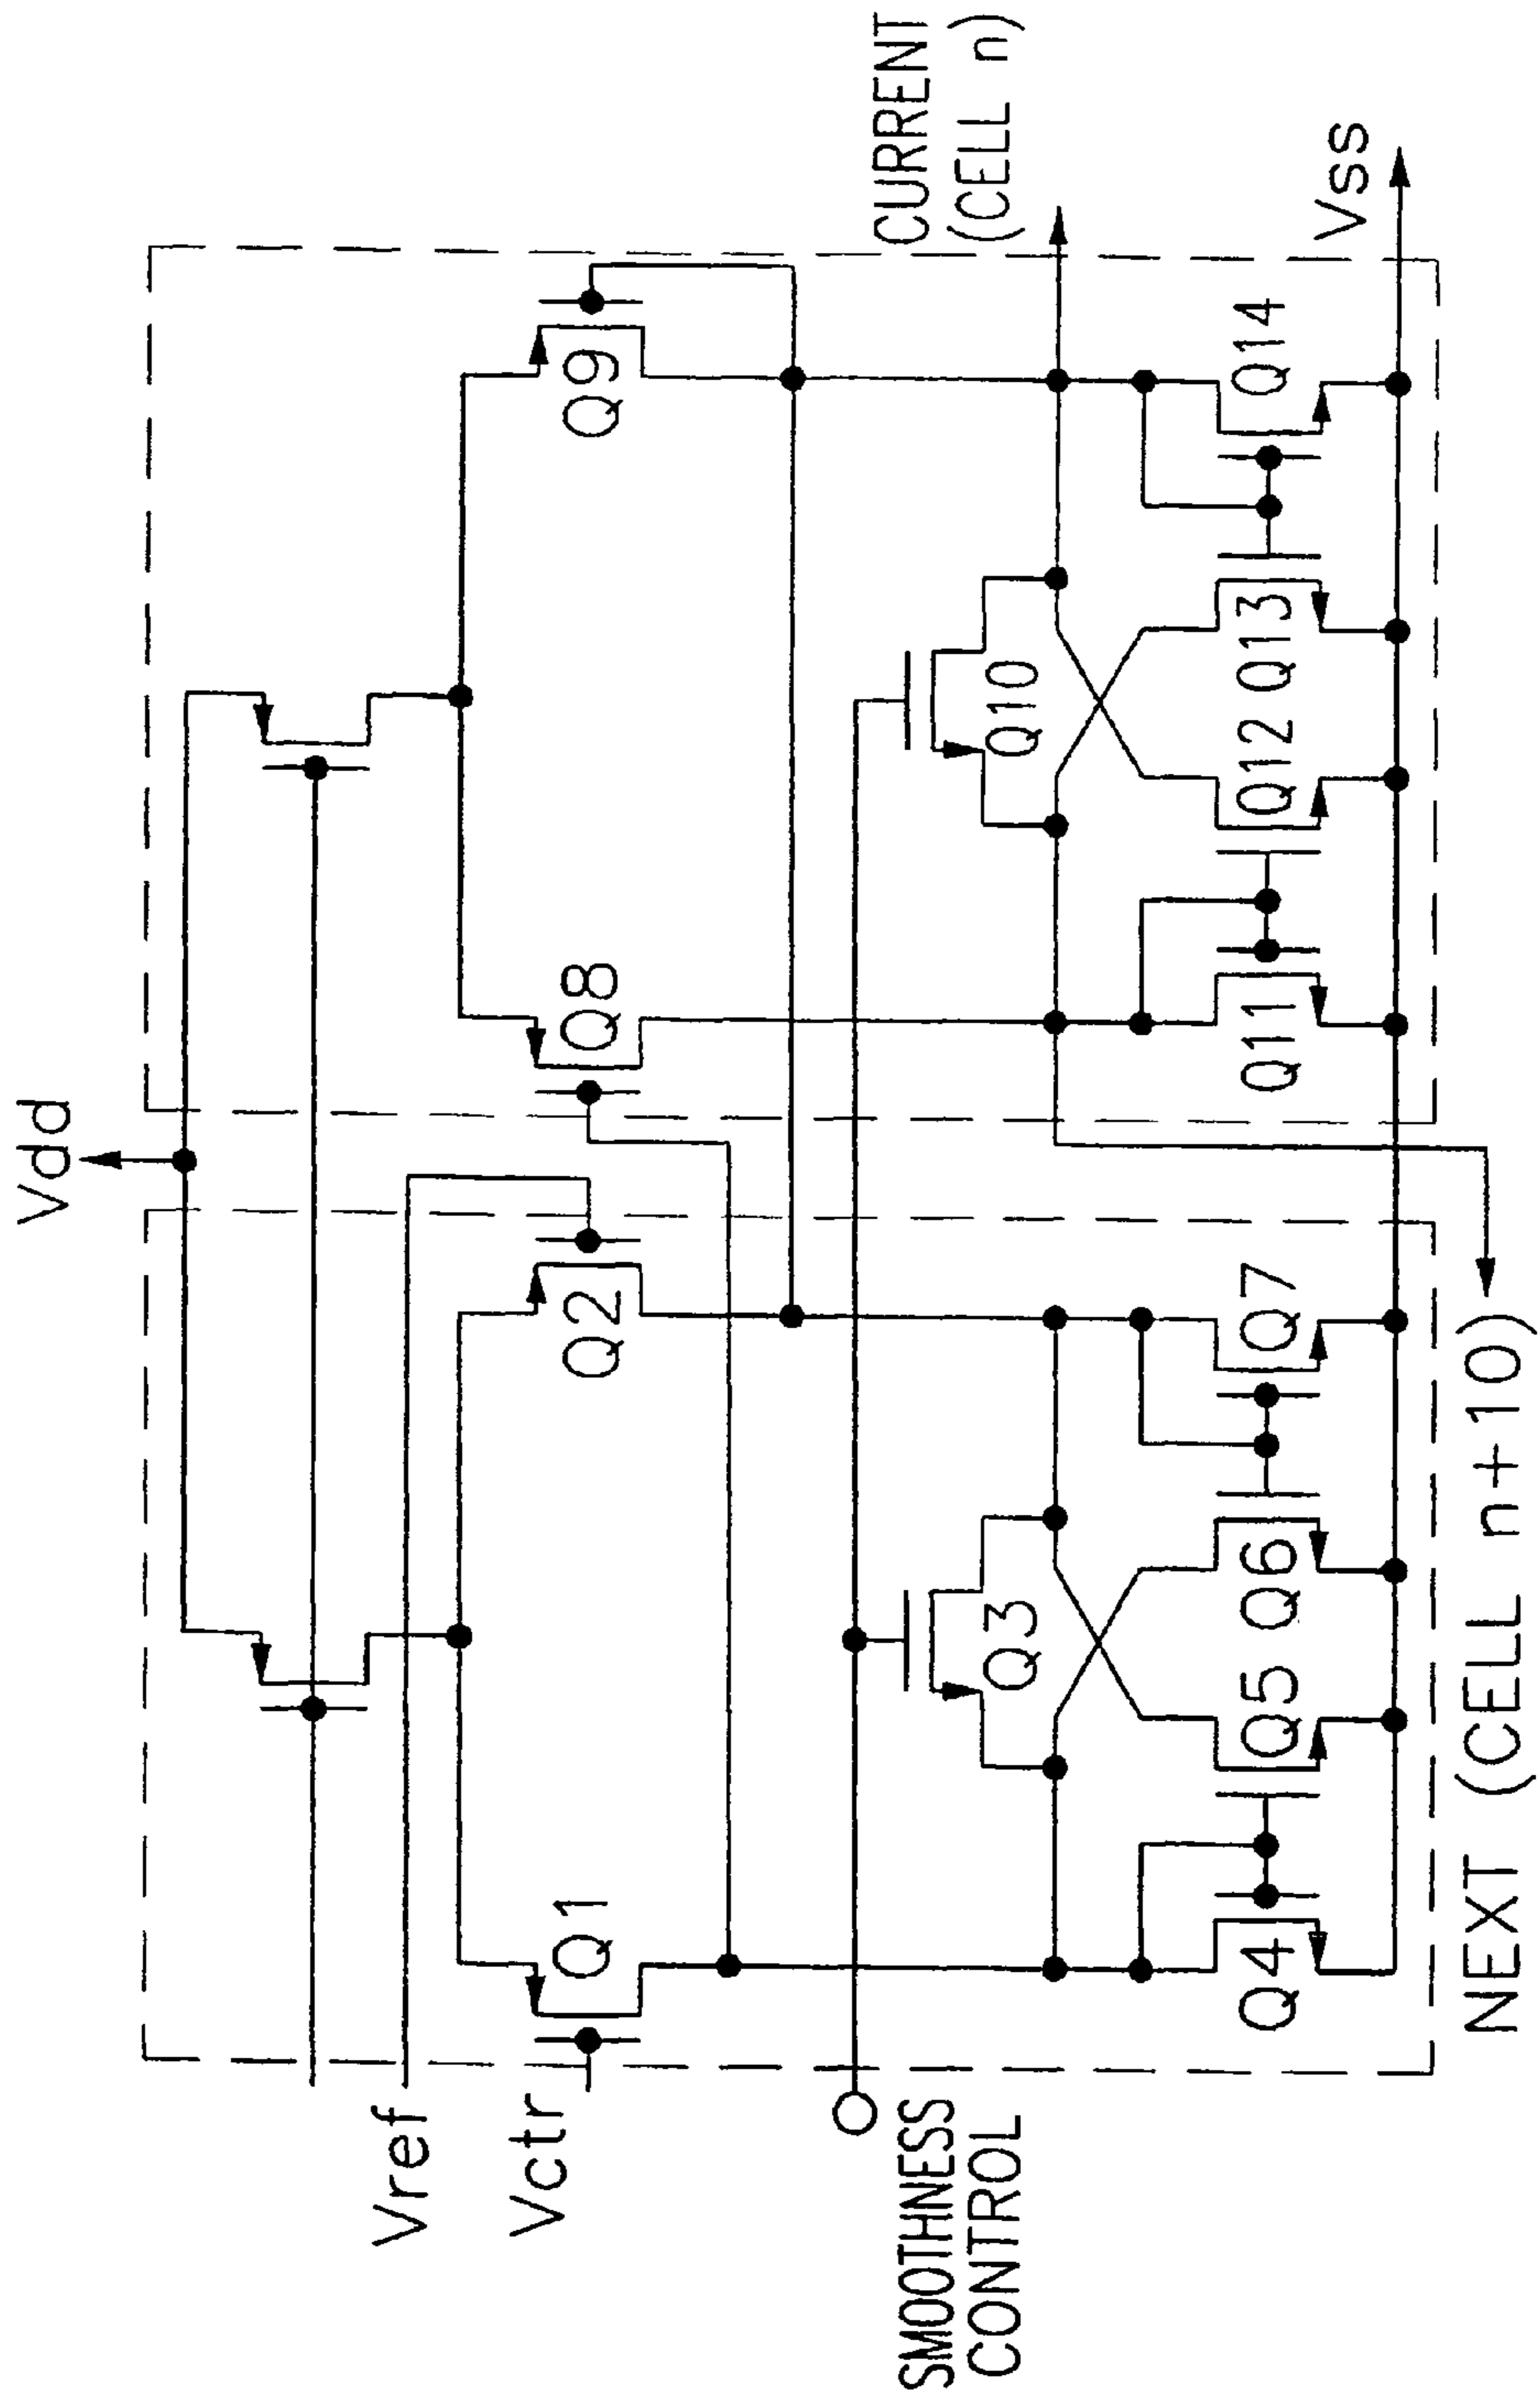 Vdd
Vref
Vctr
Q1
Q2
Q8
Q9
SMOOTHNESS
CONTROL
Q3
Q10
CURRENT
(CELL n)
Q4
Q5
Q6
Q7
Q11
Q12
Q13
Q14
Vss
NEXT (CELL n+10)